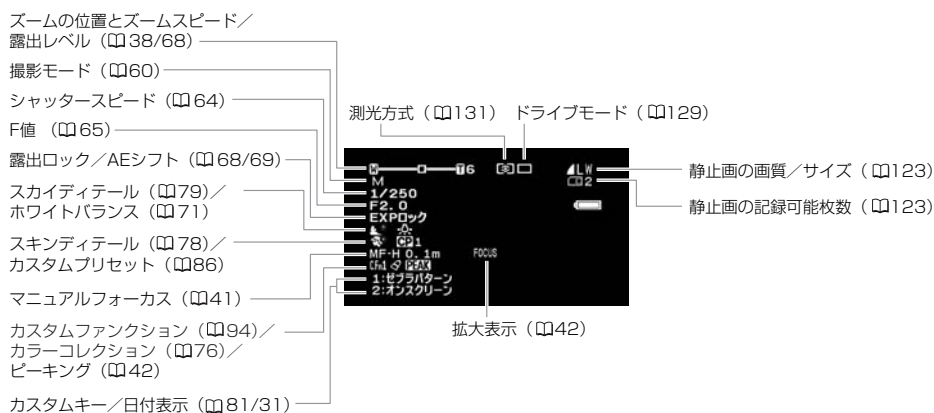 ズームの位置とズームスピード／
露出レベル（38/68）
撮影モード（60）
シャッタースピード（64）
F値 （65）
露出ロック／AEシフト（68/69）
スカイディテール（79）／
ホワイトバランス（71）
スキンディテール（78）／
カスタムプリセット（86）
マニュアルフォーカス（41）
カスタムファンクション（94）／
カラーコレクション（76）／
ピーキング（42）
カスタムキー／日付表示（81/31）
測光方式（131） ドライブモード（129）
W T6
M
1/250
F2.0
EXPロック
CP1
MF-H 0.1m
CFn1 PEAK
1:ゼブラパターン
2:オンスクリーン
FOCUS
LW
2
静止画の画質／サイズ（123）
静止画の記録可能枚数（123）
拡大表示（42）